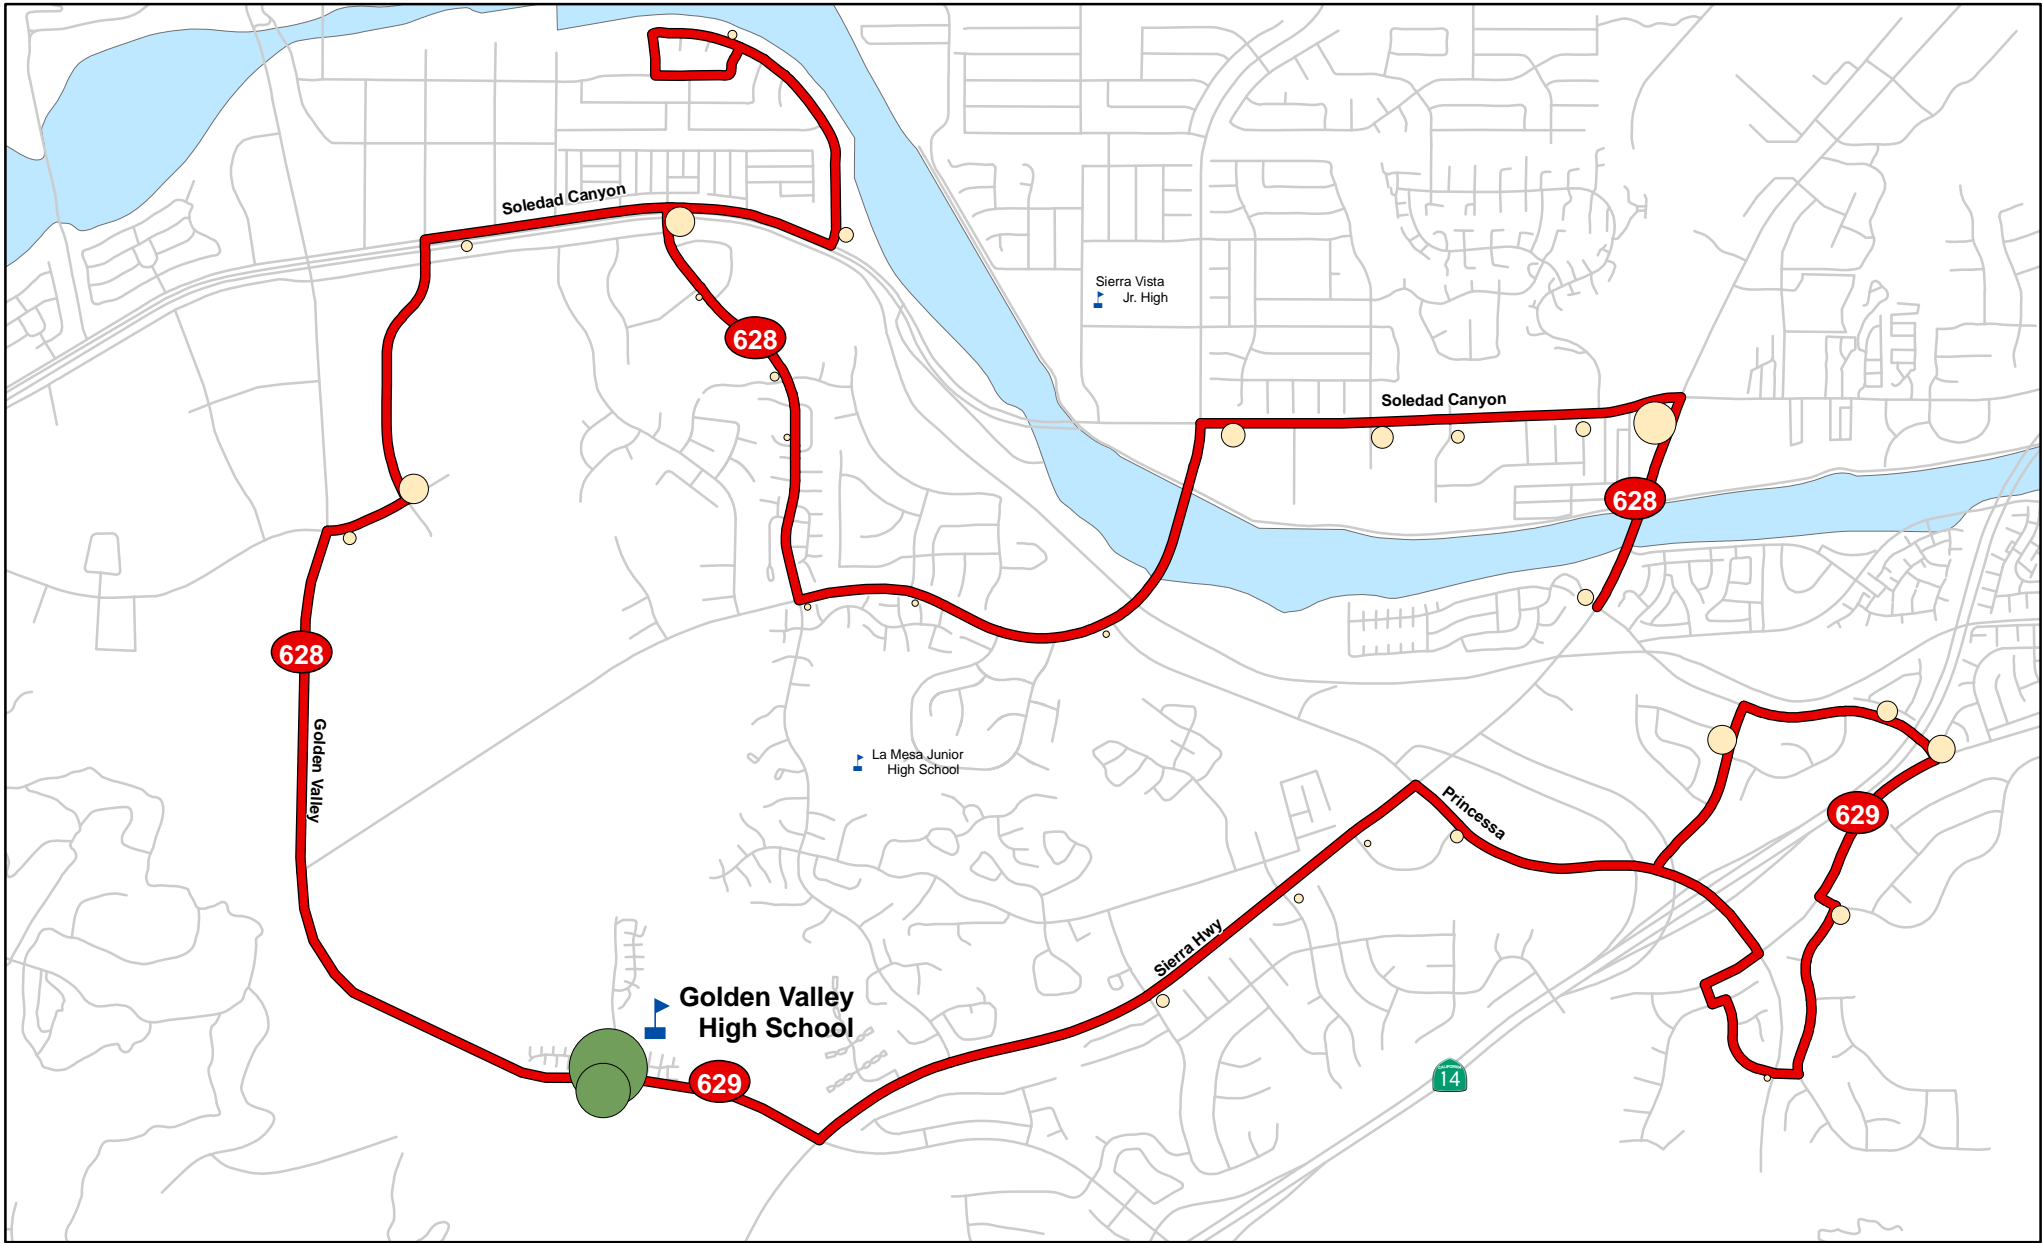 Soledad Canyon
Sierra Vista
Jr. High
628
Soledad Canyon
628
628
Golden Valley
La Mesa Junior
High School
Princessa
629
Sierra Hwy
Golden Valley
High School
629
CALIFORNIA
14